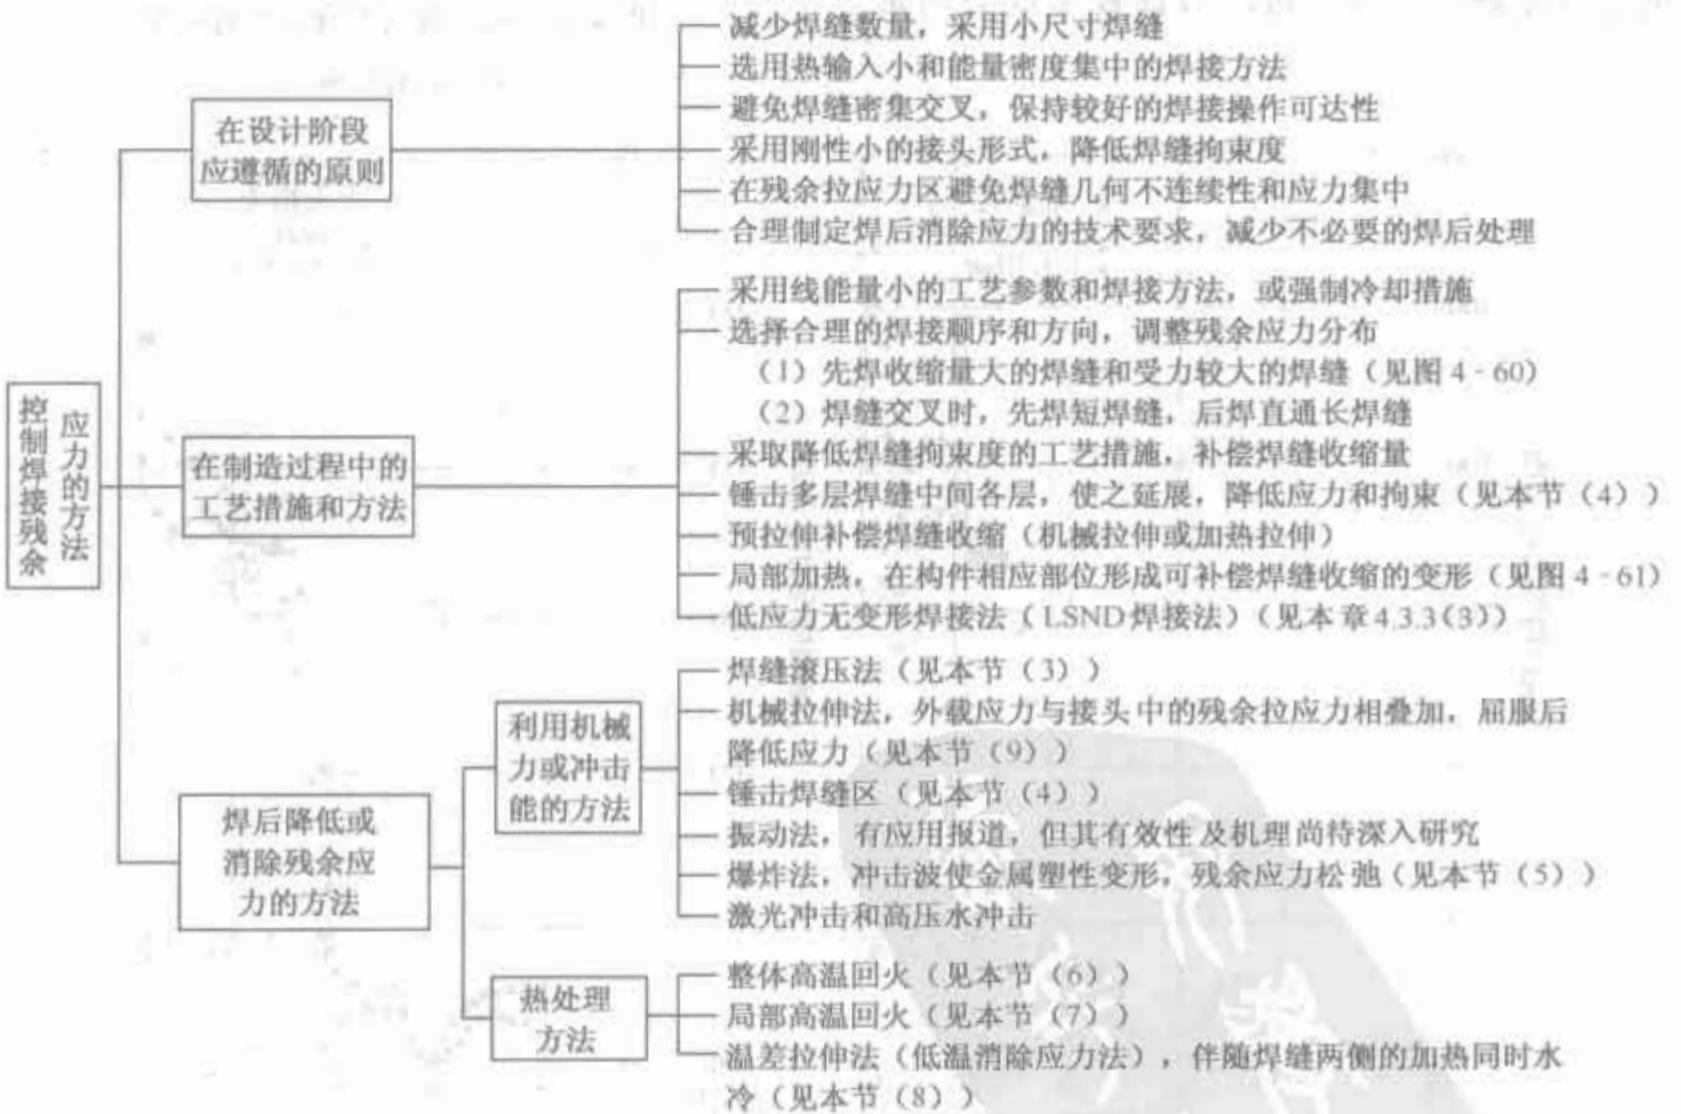 控制焊接残余
应力的方法
在设计阶段
应遵循的原则
减少焊缝数量，采用小尺寸焊缝
选用热输入小和能量密度集中的焊接方法
避免焊缝密集交叉，保持较好的焊接操作可达性
采用刚性小的接头形式，降低焊缝拘束度
在残余拉应力区避免焊缝几何不连续性和应力集中
合理制定焊后消除应力的技术要求，减少不必要的焊后处理
在制造过程中的
工艺措施和方法
采用线能量小的工艺参数和焊接方法，或强制冷却措施
选择合理的焊接顺序和方向，调整残余应力分布
（1）先焊收缩量大的焊缝和受力较大的焊缝（见图4-60）
（2）焊缝交叉时，先焊短焊缝，后焊直通长焊缝
采取降低焊缝拘束度的工艺措施，补偿焊缝收缩量
锤击多层焊缝中间各层，使之延展，降低应力和拘束（见本节（4））
预拉伸补偿焊缝收缩（机械拉伸或加热拉伸）
局部加热，在构件相应部位形成可补偿焊缝收缩的变形（见图4-61）
低应力无变形焊接法（LSND焊接法）（见本章4.3.3(3)）
焊后降低或
消除残余应
力的方法
利用机械
力或冲击
能的方法
焊缝滚压法（见本节（3））
机械拉伸法，外载应力与接头中的残余拉应力相叠加，屈服后
降低应力（见本节（9））
锤击焊缝区（见本节（4））
振动法，有应用报道，但其有效性及机理尚待深入研究
爆炸法，冲击波使金属塑性变形，残余应力松弛（见本节（5））
激光冲击和高压水冲击
热处理
方法
整体高温回火（见本节（6））
局部高温回火（见本节（7））
温差拉伸法（低温消除应力法），伴随焊缝两侧的加热同时水
冷（见本节（8））